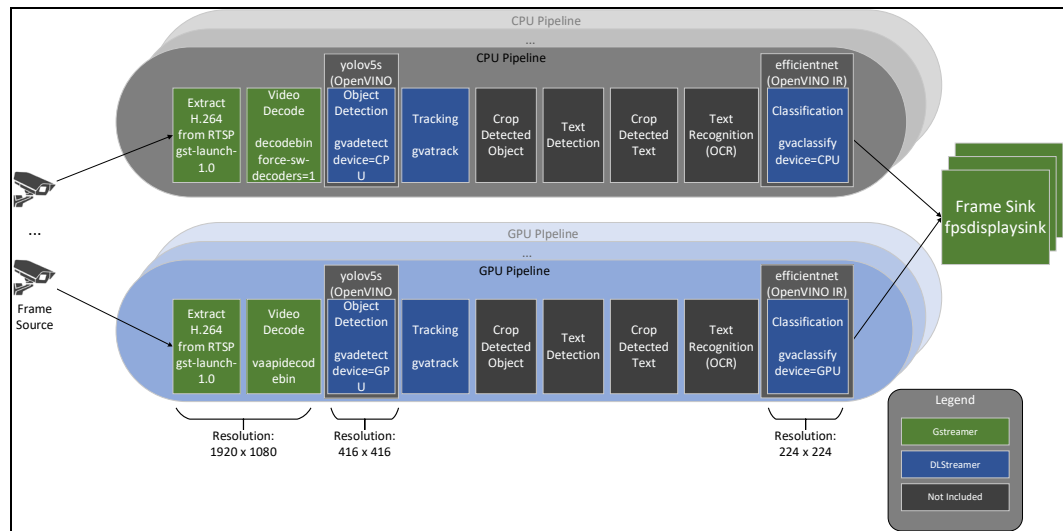 CPU Pipeline
...
CPU Pipeline
yolov5s
(OpenVINO
efficientnet
(OpenVINO IR)
Extract
H.264
from RTSP
gst-launch-
1.0
Video
Decode
decodebin
force-sw-
decoders=1
Object
Detection
gvadetect
device=CP
U
Tracking
gvatrack
Crop
Detected
Object
Text
Detection
Crop
Detected
Text
Text
Recognition
(OCR)
Classification
gvaclassify
device=CPU
...
Frame
Source
Frame Sink
fpsdisplaysink
GPU PIpeline
...
GPU Pipeline
yolov5s
(OpenVINO
efficientnet
(OpenVINO IR)
Extract
H.264
from RTSP
gst-launch-
1.0
Video
Decode
vaapidecod
ebin
Object
Detection
gvadetect
device=GP
U
Tracking
gvatrack
Crop
Detected
Object
Text
Detection
Crop
Detected
Text
Text
Recognition
(OCR)
Classification
gvaclassify
device=GPU
Resolution:
1920 x 1080
Resolution:
416 x 416
Resolution:
224 x 224
Legend
Gstreamer
DLStreamer
Not Included